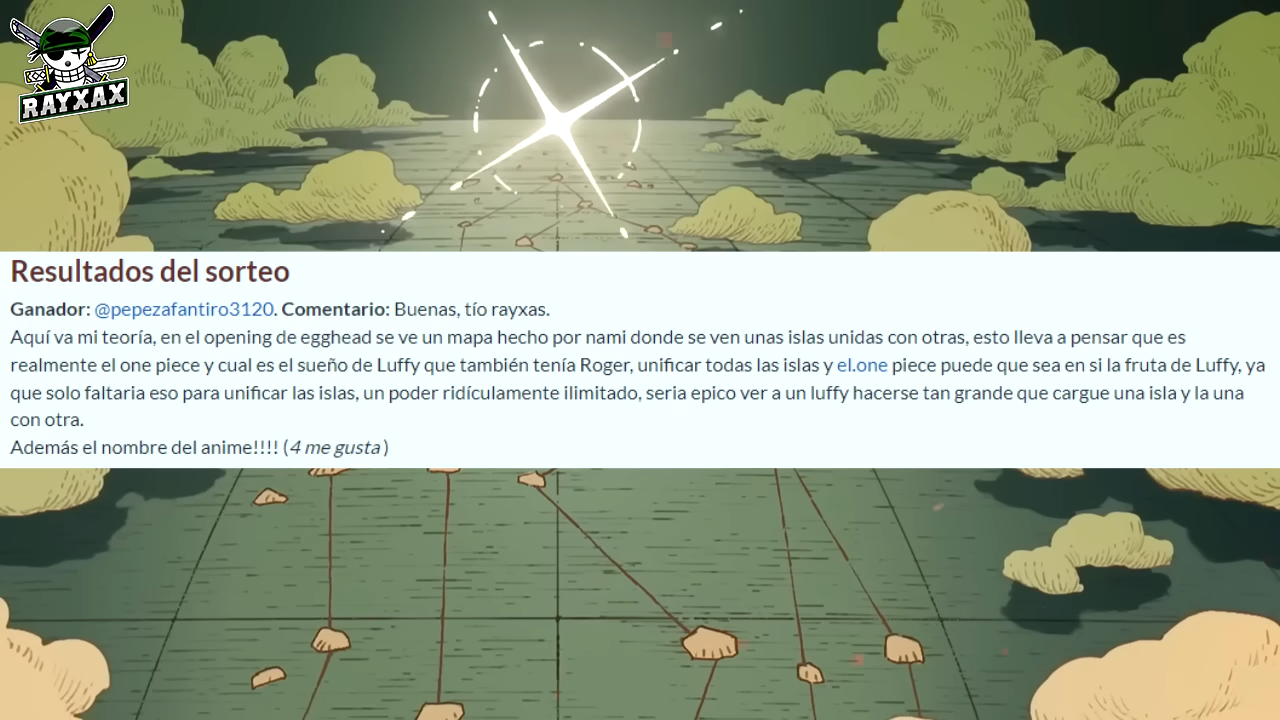 RAYXAX
Resultados del sorteo
Ganador: @pepezafantiro3120. Comentario: Buenas, tío rayxas.
Aquí va mi teoría, en el opening de egghead se ve un mapa hecho por nami donde se ven unas islas unidas con otras, esto lleva a pensar que es
realmente el one piece y cual es el sueño de Luffy que también tenía Roger, unificar todas las islas y el.one piece puede que sea en si la fruta de Luffy, ya
que solo faltaria eso para unificar las islas, un poder ridículamente ilimitado, seria epico ver a un luffy hacerse tan grande que cargue una isla y la una
con otra.
Además el nombre del anime!!!! (4 me gusta )